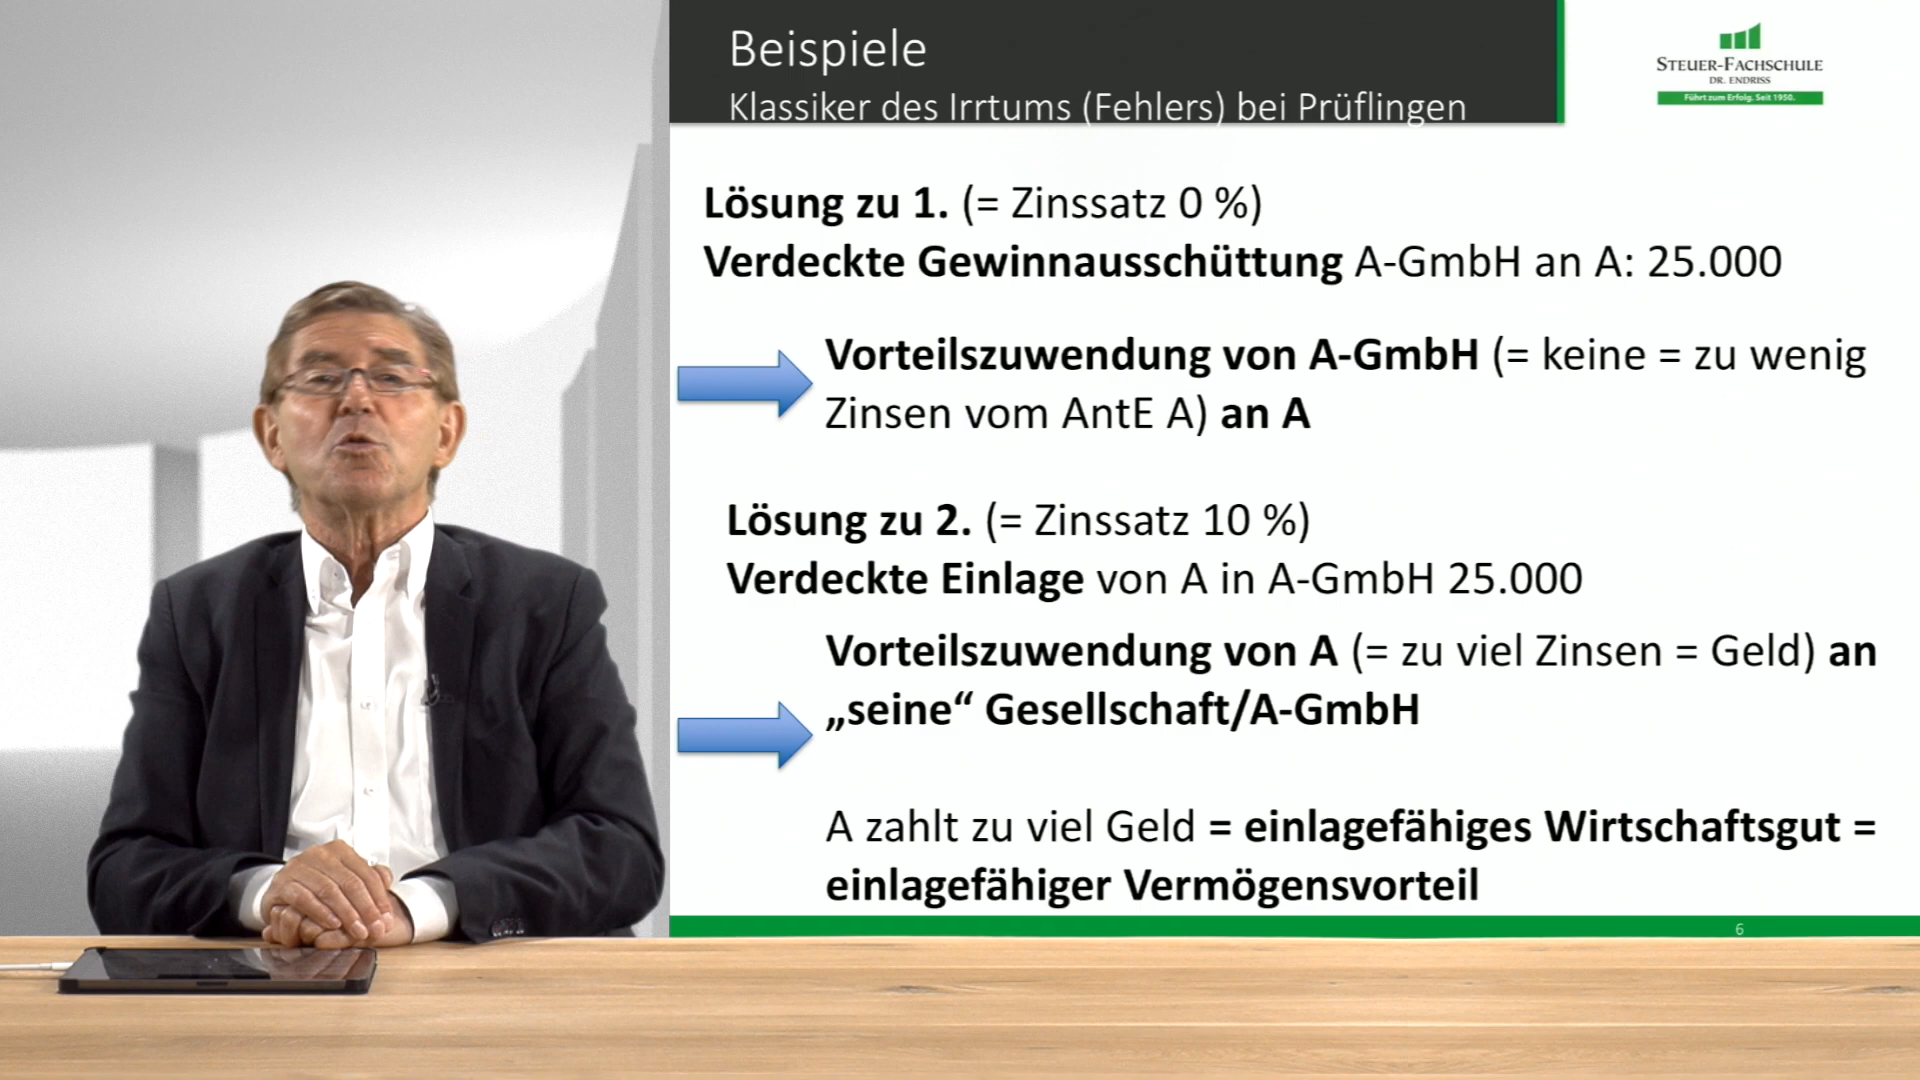 Beispiele
Klassiker des Irrtums (Fehlers) bei Prüflingen
STEUER-FACHSCHULE
DR. ENDRISS
Führt zum Erfolg. Seit 1950.
Lösung zu 1. (= Zinssatz 0 %)
Verdeckte Gewinnausschüttung A-GmbH an A: 25.000
Vorteilszuwendung von A-GmbH (= keine = zu wenig
Zinsen vom AntE A) an A
Lösung zu 2. (= Zinssatz 10 %)
Verdeckte Einlage von A in A-GmbH 25.000
Vorteilszuwendung von A (= zu viel Zinsen = Geld) an
„seine“ Gesellschaft/A-GmbH
A zahlt zu viel Geld = einlagefähiges Wirtschaftsgut =
einlagefähiger Vermögensvorteil
6